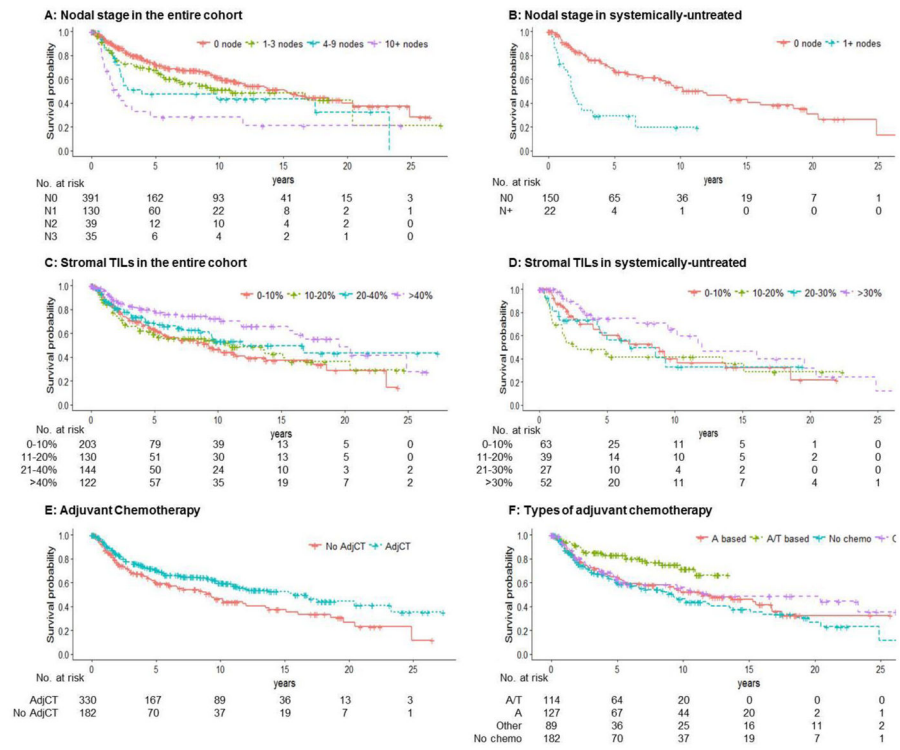 A: Nodal stage in the entire cohort
Survival probability
1.0
0.8
0.6
0.4
0.2
0.0
0 node 1-3 nodes 4-9 nodes 10+ nodes
0 5 10 15 20 25
years
No. at risk
N0 391 162 93 41 15 3
N1 130 60 22 8 2 1
N2 39 12 10 4 2 0
N3 35 6 4 2 1 0
B: Nodal stage in systemically-untreated
Survival probability
1.0
0.8
0.6
0.4
0.2
0.0
0 node 1+ nodes
0 5 10 15 20 25
years
No. at risk
N0 150 65 36 19 7 1
N+ 22 4 1 0 0 0
C: Stromal TILs in the entire cohort
Survival probability
1.0
0.8
0.6
0.4
0.2
0.0
0-10% 10-20% 20-40% >40%
0 5 10 15 20 25
years
No. at risk
0-10% 203 79 39 13 5 0
11-20% 130 51 30 13 5 0
21-40% 144 50 24 10 3 2
>40% 122 57 35 19 7 2
D: Stromal TILs in systemically-untreated
Survival probability
1.0
0.8
0.6
0.4
0.2
0.0
0-10% 10-20% 20-30% >30%
0 5 10 15 20 25
years
No. at risk
0-10% 63 25 11 5 1 0
11-20% 39 14 10 5 2 0
21-30% 27 10 4 2 0 0
>30% 52 20 11 7 4 1
E: Adjuvant Chemotherapy
Survival probability
1.0
0.8
0.6
0.4
0.2
0.0
No AdjCT AdjCT
0 5 10 15 20 25
years
No. at risk
AdjCT 330 167 89 36 13 3
No AdjCT 182 70 37 19 7 1
F: Types of adjuvant chemotherapy
Survival probability
1.0
0.8
0.6
0.4
0.2
0.0
A based A/T based No chemo
0 5 10 15 20 25
years
No. at risk
A/T 114 64 20 0 0 0
A 127 67 44 20 2 1
Other 89 36 25 16 11 2
No chemo 182 70 37 19 7 1